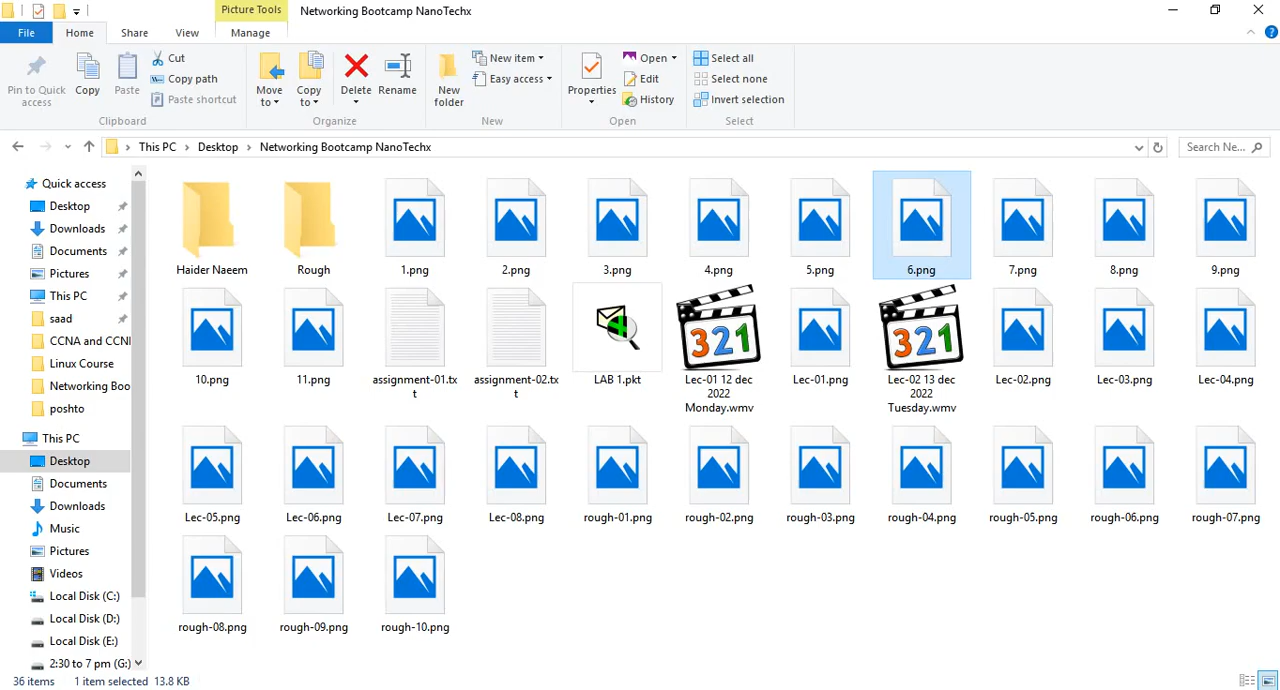 Picture Tools
Networking Bootcamp NanoTechx
File
Home
Share
View
Manage
Pin to Quick access
Copy
Paste
Cut
Copy path
Paste shortcut
Clipboard
Move to
Copy to
Delete
Rename
Organize
New folder
New item
Easy access
New
Properties
Open
Edit
History
Open
Select all
Select none
Invert selection
Select
This PC > Desktop > Networking Bootcamp NanoTechx
Search Ne...
Quick access
Desktop
Downloads
Documents
Pictures
This PC
saad
CCNA and CCNI
Linux Course
Networking Boo
poshto
This PC
Desktop
Documents
Downloads
Music
Pictures
Videos
Local Disk (C:)
Local Disk (D:)
Local Disk (E:)
2:30 to 7 pm (G:)
Haider Naeem
Rough
1.png
2.png
3.png
4.png
5.png
6.png
7.png
8.png
9.png
10.png
11.png
assignment-01.tx
t
assignment-02.tx
t
LAB 1.pkt
321
Lec-01 12 dec
2022
Monday.wmv
Lec-01.png
321
Lec-02 13 dec
2022
Tuesday.wmv
Lec-02.png
Lec-03.png
Lec-04.png
Lec-05.png
Lec-06.png
Lec-07.png
Lec-08.png
rough-01.png
rough-02.png
rough-03.png
rough-04.png
rough-05.png
rough-06.png
rough-07.png
rough-08.png
rough-09.png
rough-10.png
36 items
1 item selected 13.8 KB